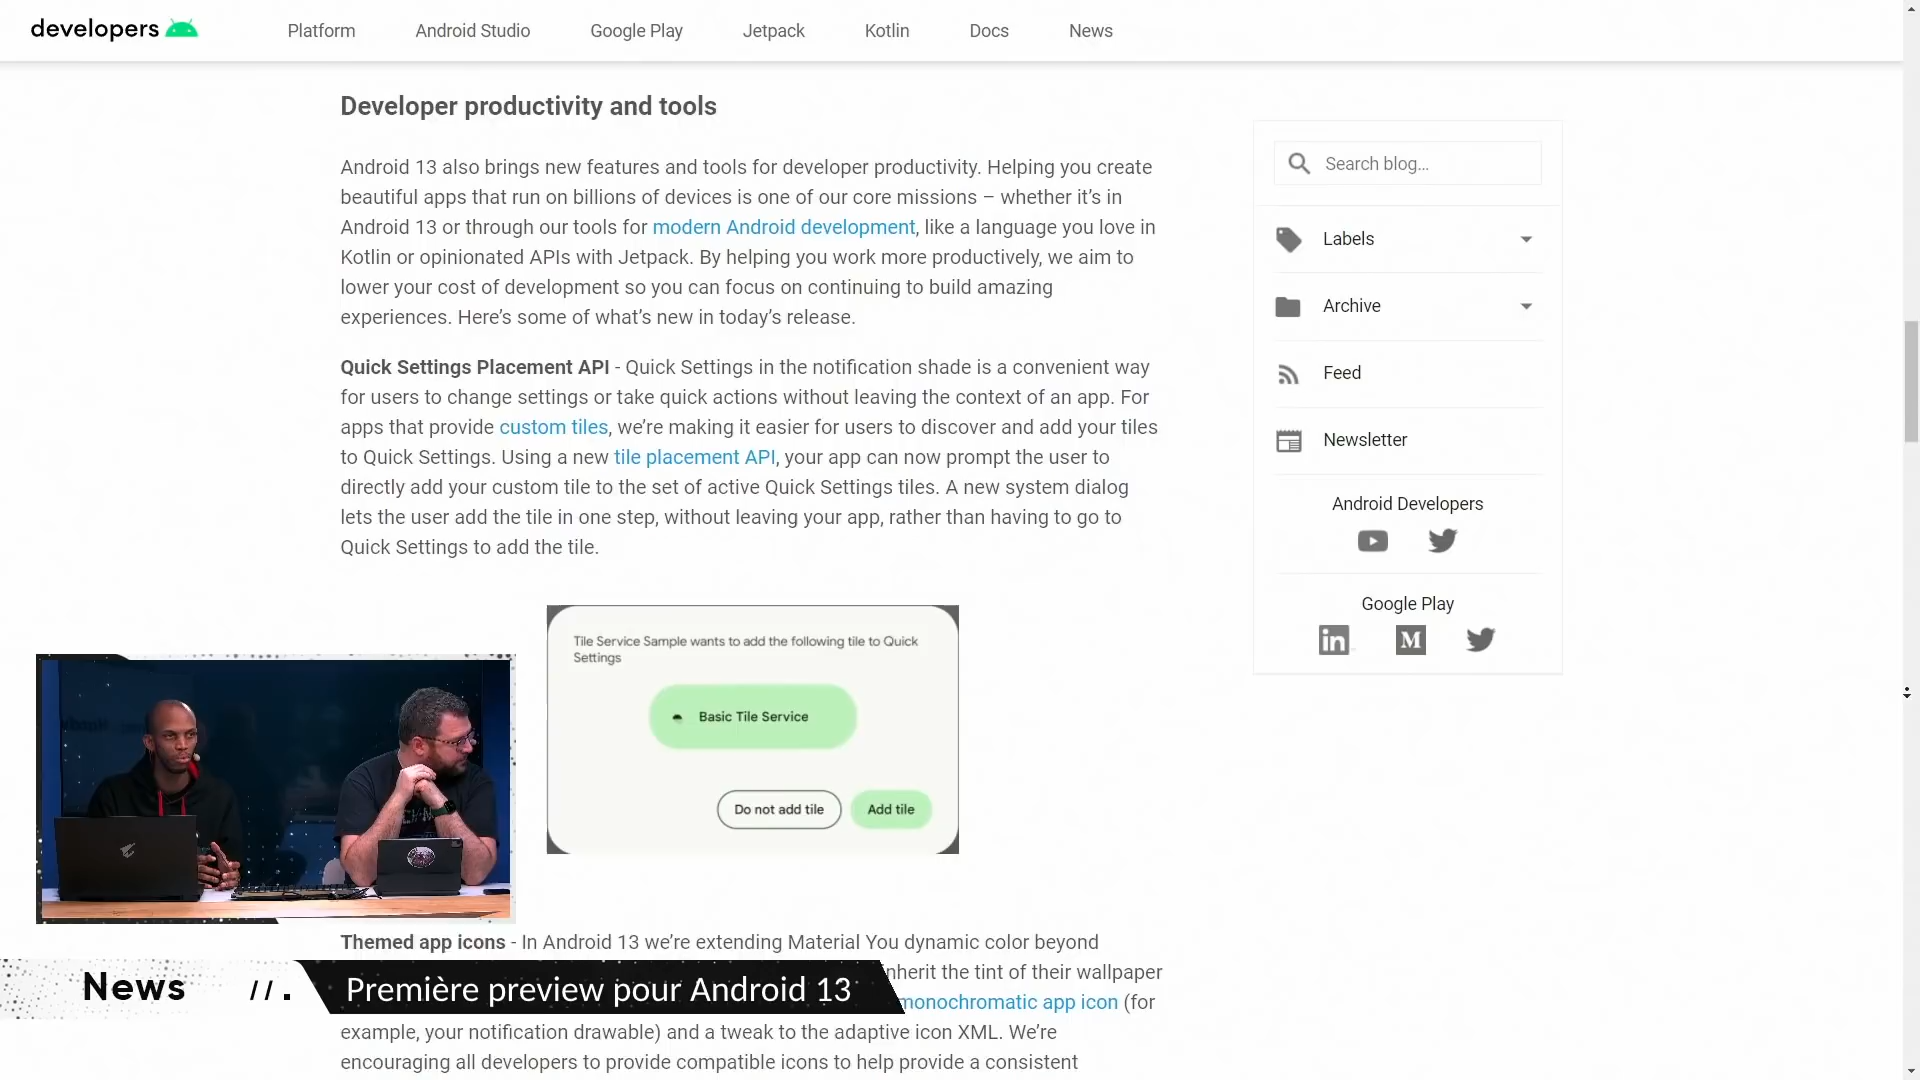 developers
Platform
Android Studio
Google Play
Jetpack
Kotlin
Docs
News
Developer productivity and tools
Android 13 also brings new features and tools for developer productivity. Helping you create
beautiful apps that run on billions of devices is one of our core missions – whether it’s in
Android 13 or through our tools for modern Android development, like a language you love in
Kotlin or opinionated APIs with Jetpack. By helping you work more productively, we aim to
lower your cost of development so you can focus on continuing to build amazing
experiences. Here’s some of what’s new in today’s release.
Quick Settings Placement API - Quick Settings in the notification shade is a convenient way
for users to change settings or take quick actions without leaving the context of an app. For
apps that provide custom tiles, we’re making it easier for users to discover and add your tiles
to Quick Settings. Using a new tile placement API, your app can now prompt the user to
directly add your custom tile to the set of active Quick Settings tiles. A new system dialog
lets the user add the tile in one step, without leaving your app, rather than having to go to
Quick Settings to add the tile.
Tile Service Sample wants to add the following tile to Quick
Settings
Basic Tile Service
Do not add tile
Add tile
Themed app icons - In Android 13 we’re extending Material You dynamic color beyond
inherit the tint of their wallpaper
monochromatic app icon (for
example, your notification drawable) and a tweak to the adaptive icon XML. We’re
encouraging all developers to provide compatible icons to help provide a consistent
Search blog...
Labels
Archive
Feed
Newsletter
Android Developers
Google Play
in
M
News //.
Première preview pour Android 13